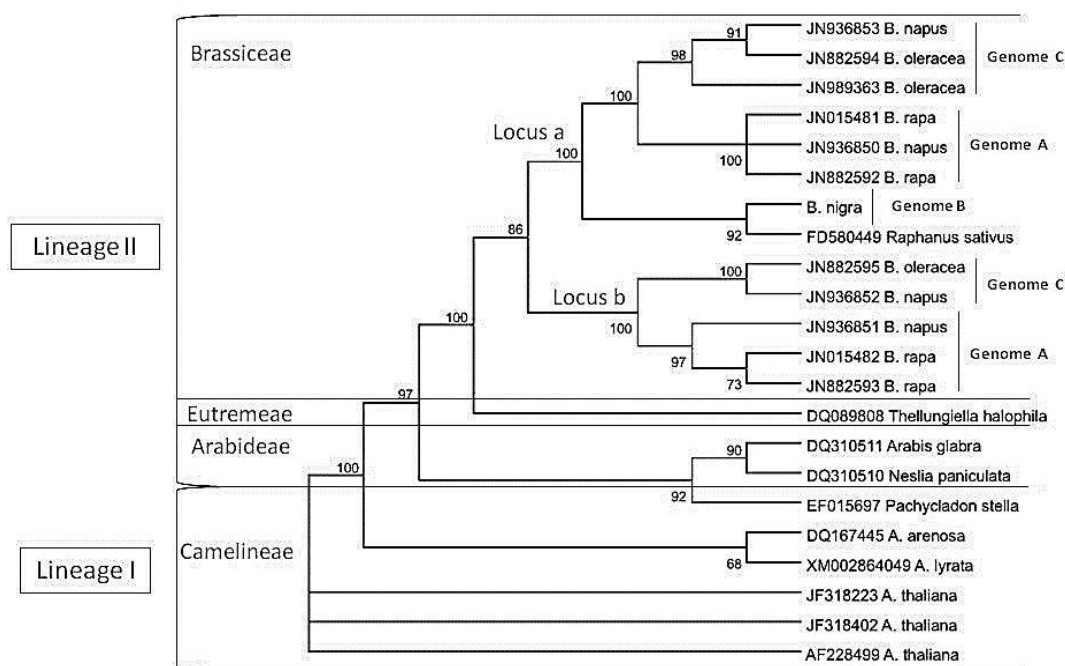 JN936853 B. napus
91
Brassiceae
JN882594 B. oleracea
Genome C
98
JN989363 B. oleracea
100
JN015481 B. rapa
Locus a
JN936850 B. napus
Genome A
100
100
JN882592 B. rapa
B. nigra
Genome B
86
92
FD580449 Raphanus sativus
Lineage II
JN882595 B. oleracea
100
Genome C
Locus b
JN936852 B. napus
100
100
JN936851 B. napus
97
JN015482 B. rapa
Genome A
73
JN882593 B. rapa
97
Eutremeae
DQ089808 Thellungiella halophila
Arabideae
DQ310511 Arabis glabra
90
100
DQ310510 Neslia paniculata
92
EF015697 Pachycladon stella
DQ167445 A. arenosa
Camelineae
Lineage I
68
XM002864049 A. lyrata
JF318223 A. thaliana
JF318402 A. thaliana
AF228499 A. thaliana